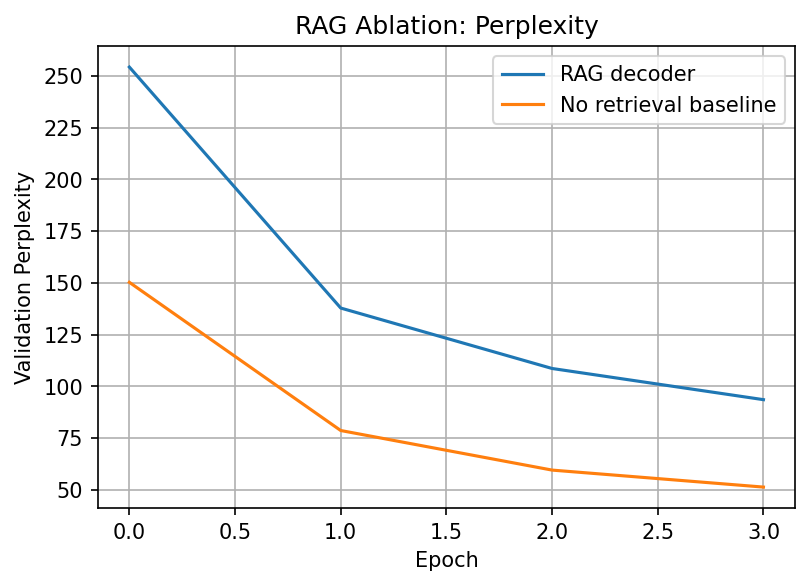 RAG Ablation: Perplexity
RAG decoder
No retrieval baseline
Validation Perplexity
250
225
200
175
150
125
100
75
50
0.0 0.5 1.0 1.5 2.0 2.5 3.0
Epoch